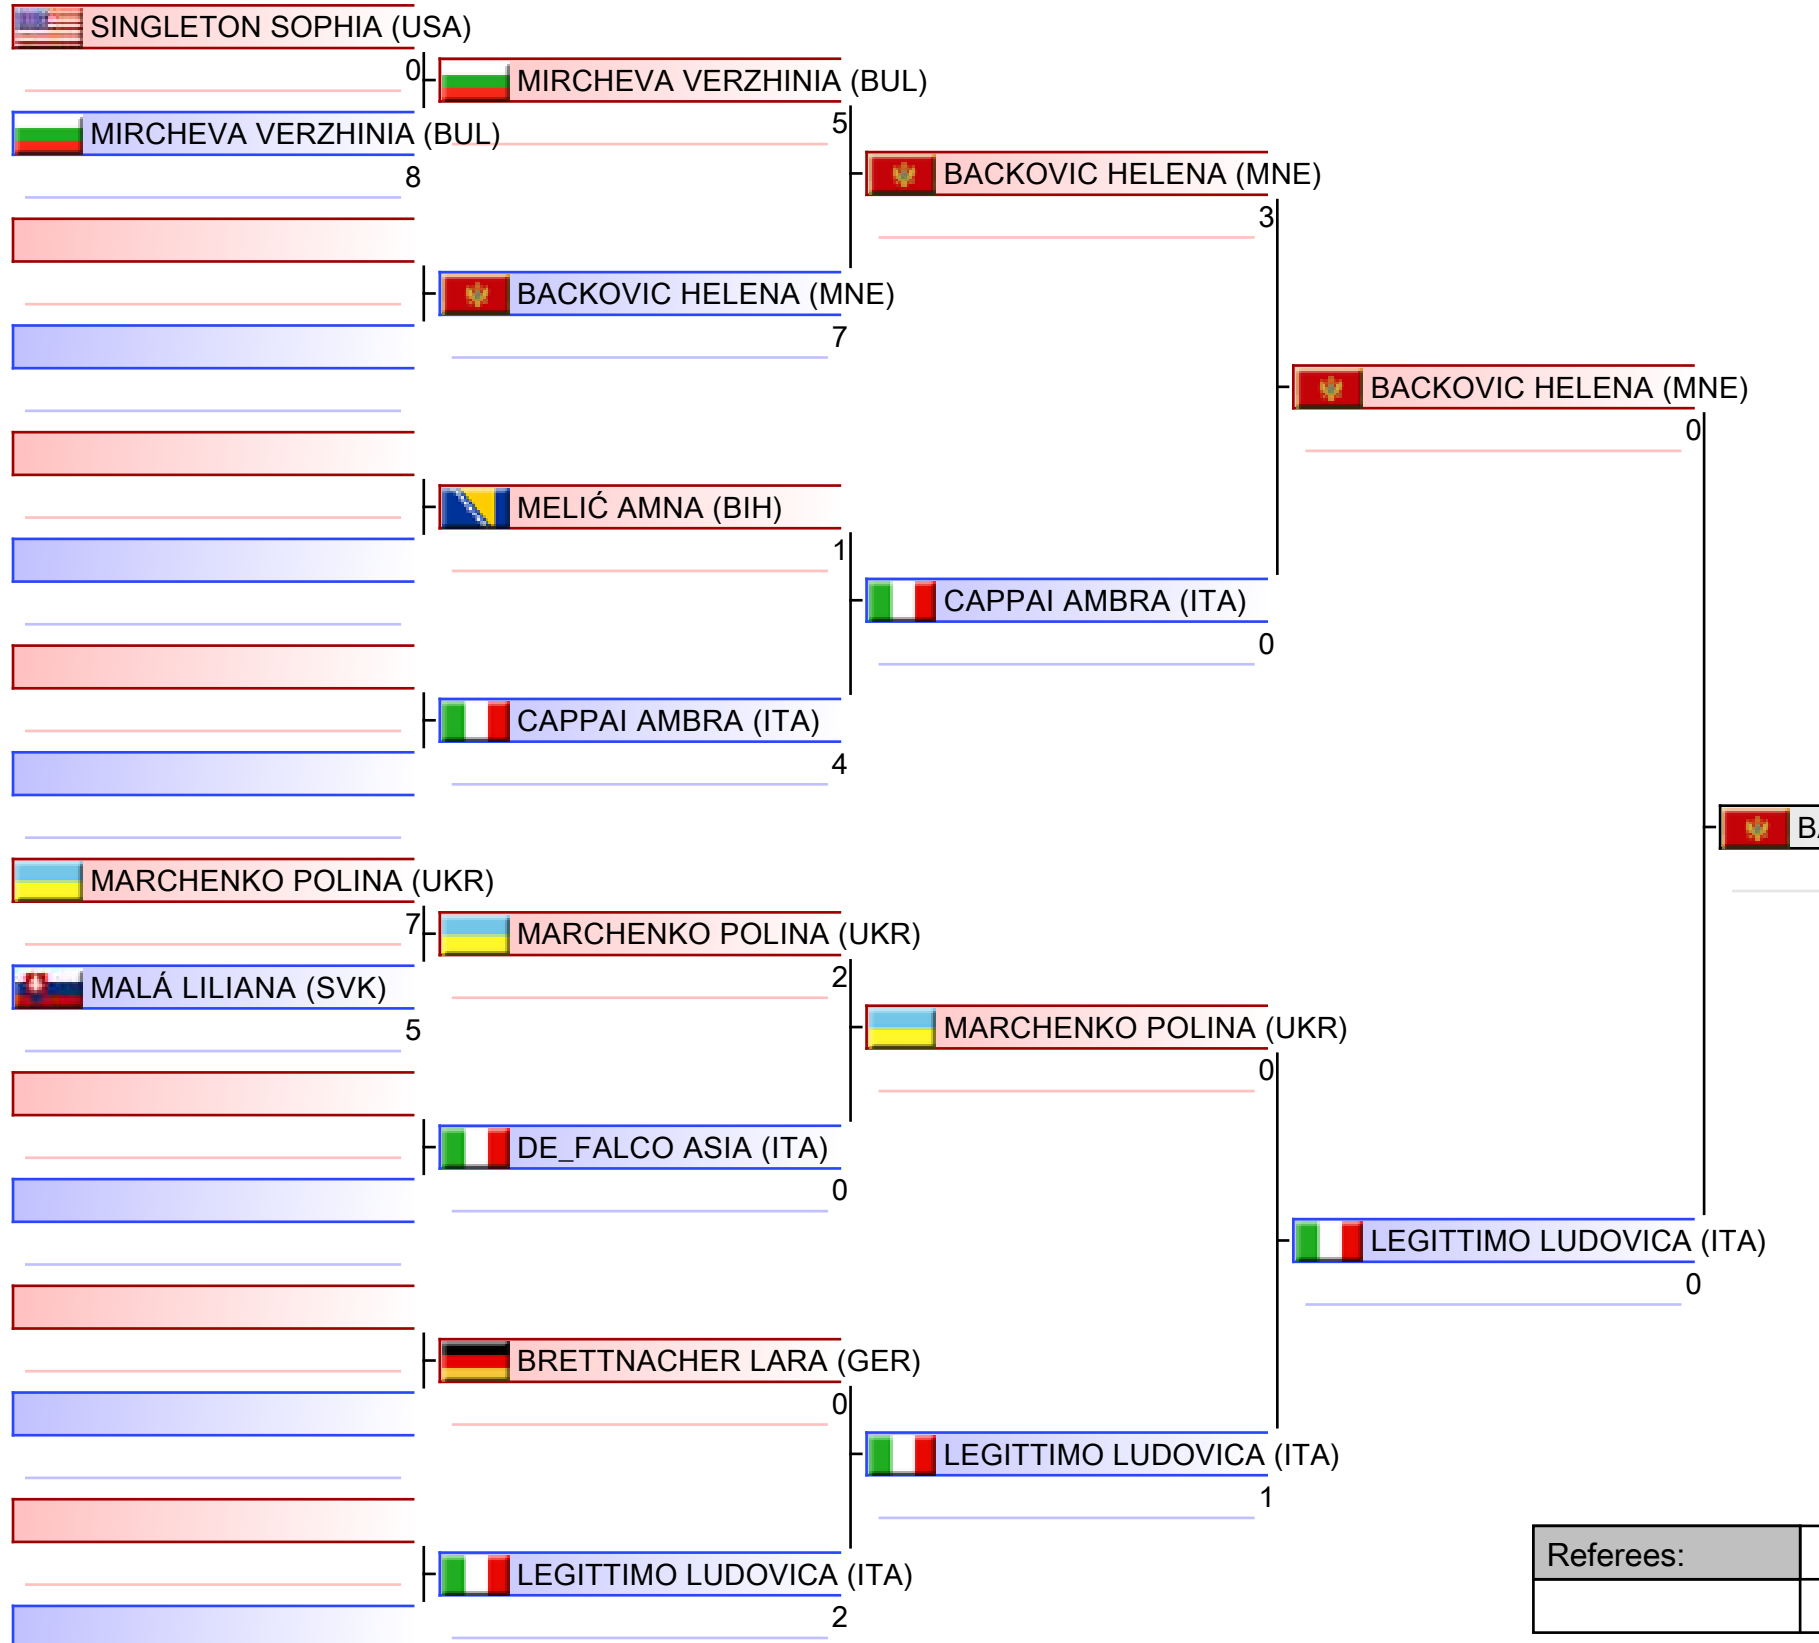 SINGLETON SOPHIA (USA)
0
MIRCHEVA VERZHINIA (BUL)
8
MARCHENKO POLINA (UKR)
7
MALÁ LILIANA (SVK)
5
MIRCHEVA VERZHINIA (BUL)
5
BACKOVIC HELENA (MNE)
7
MELIĆ AMNA (BIH)
1
CAPPAI AMBRA (ITA)
4
MARCHENKO POLINA (UKR)
2
DE_FALCO ASIA (ITA)
0
BRETTNACHER LARA (GER)
0
LEGITTIMO LUDOVICA (ITA)
2
BACKOVIC HELENA (MNE)
3
CAPPAI AMBRA (ITA)
0
MARCHENKO POLINA (UKR)
0
LEGITTIMO LUDOVICA (ITA)
1
BACKOVIC HELENA (MNE)
0
LEGITTIMO LUDOVICA (ITA)
0
Referees: